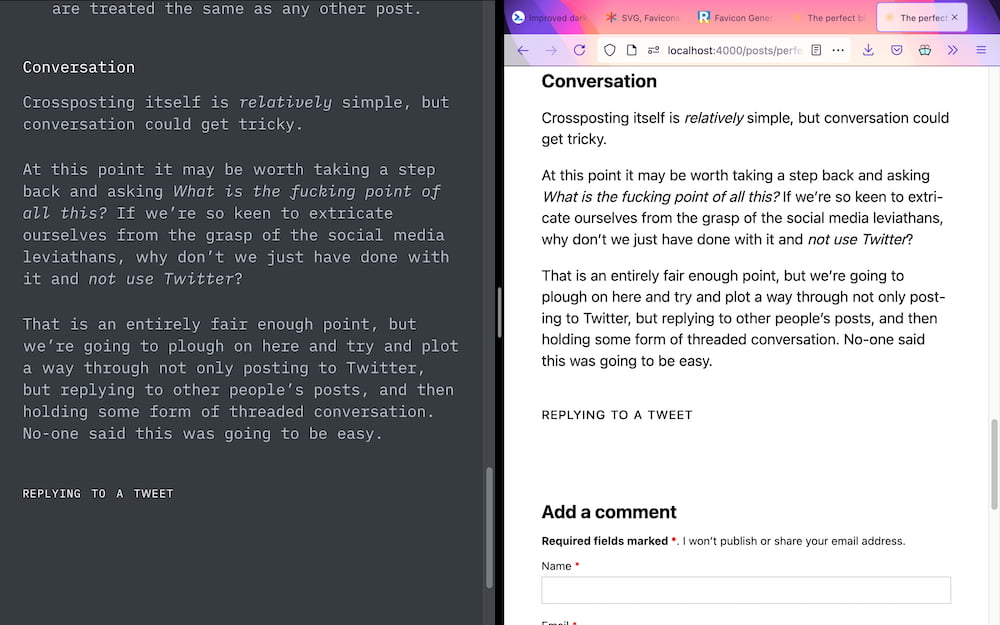 are treated the same as any other post.
Conversation
Crossposting itself is relatively simple, but
conversation could get tricky.
At this point it may be worth taking a step
back and asking What is the fucking point of
all this? If we’re so keen to extricate
ourselves from the grasp of the social media
leviathans, why don’t we just have done with
it and not use Twitter?
That is an entirely fair enough point, but
we’re going to plough on here and try and plot
a way through not only posting to Twitter,
but replying to other people’s posts, and then
holding some form of threaded conversation.
No-one said this was going to be easy.
REPLYING TO A TWEET
Improved dar
SVG, Favicons
Favicon Gener
The perfect bl
The perfect
localhost:4000/posts/perfe
Conversation
Crossposting itself is relatively simple, but conversation could
get tricky.
At this point it may be worth taking a step back and asking
What is the fucking point of all this? If we’re so keen to extri-
cate ourselves from the grasp of the social media leviathans,
why don’t we just have done with it and not use Twitter?
That is an entirely fair enough point, but we’re going to
plough on here and try and plot a way through not only post-
ing to Twitter, but replying to other people’s posts, and then
holding some form of threaded conversation. No-one said
this was going to be easy.
REPLYING TO A TWEET
Add a comment
Required fields marked *. I won’t publish or share your email address.
Name *
Email *